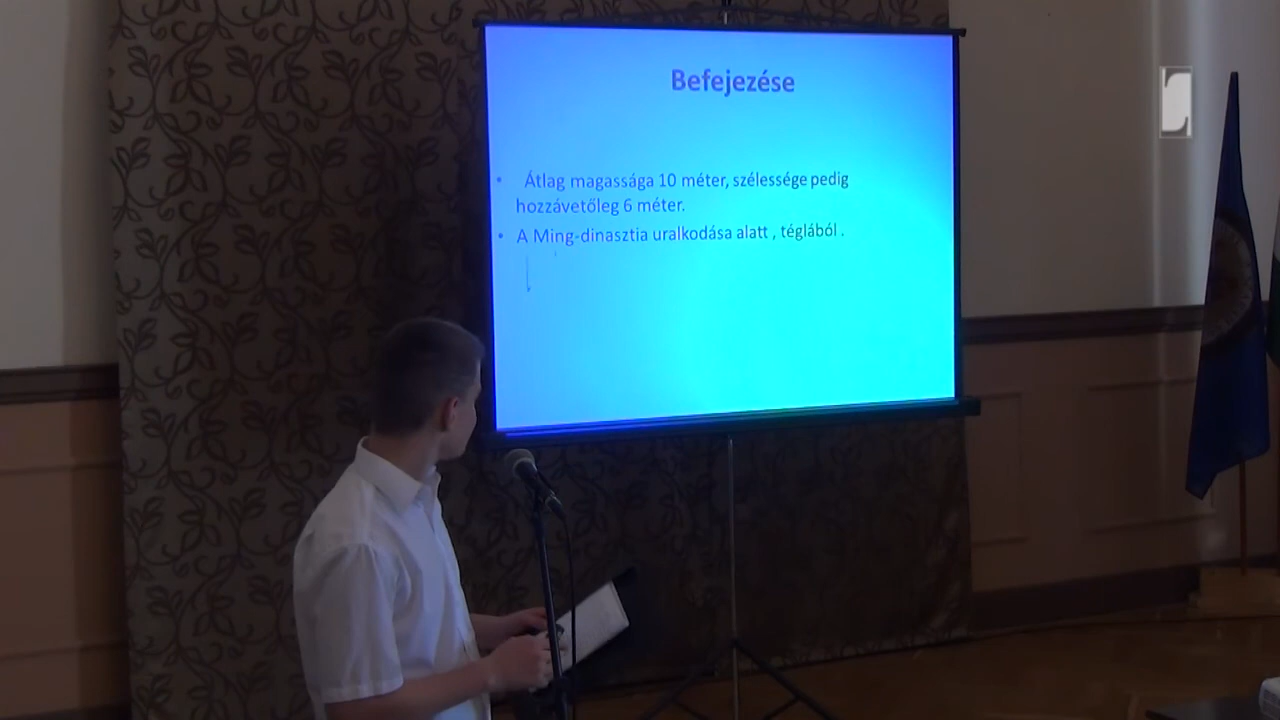 Befejezése
• Átlag magassága 10 méter, szélessége pedig
hozzávetőleg 6 méter.
• A Ming-dinasztia uralkodása alatt , téglából .